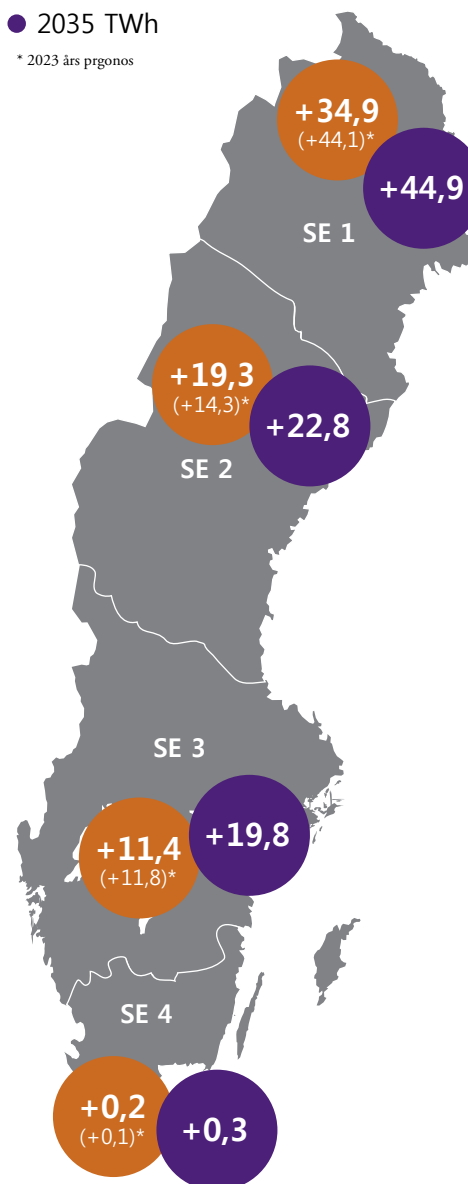 2035 TWh
* 2023 års prgonos
+34,9
(+44,1)*
+44,9
SE 1
+19,3
(+14,3)*
+22,8
SE 2
SE 3
+19,8
+11,4
(+11,8)*
SE 4
+0,2
(+0,1)*
+0,3